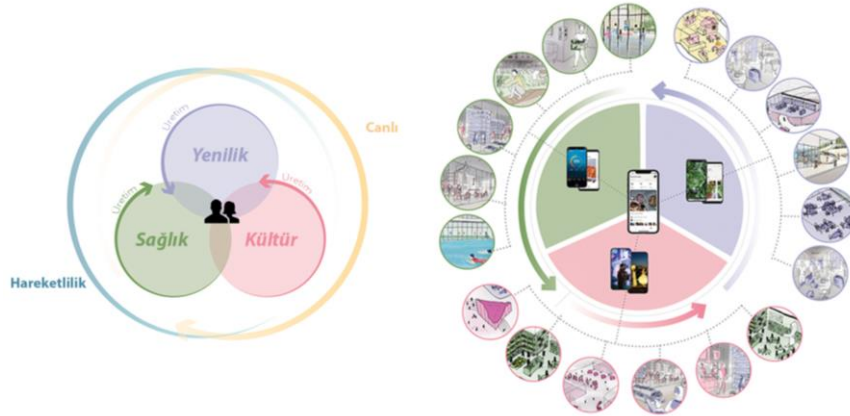 Üretim
Canlı
Yenilik
Üretim
Üretim
Sağlık
Kültür
Hareketlilik